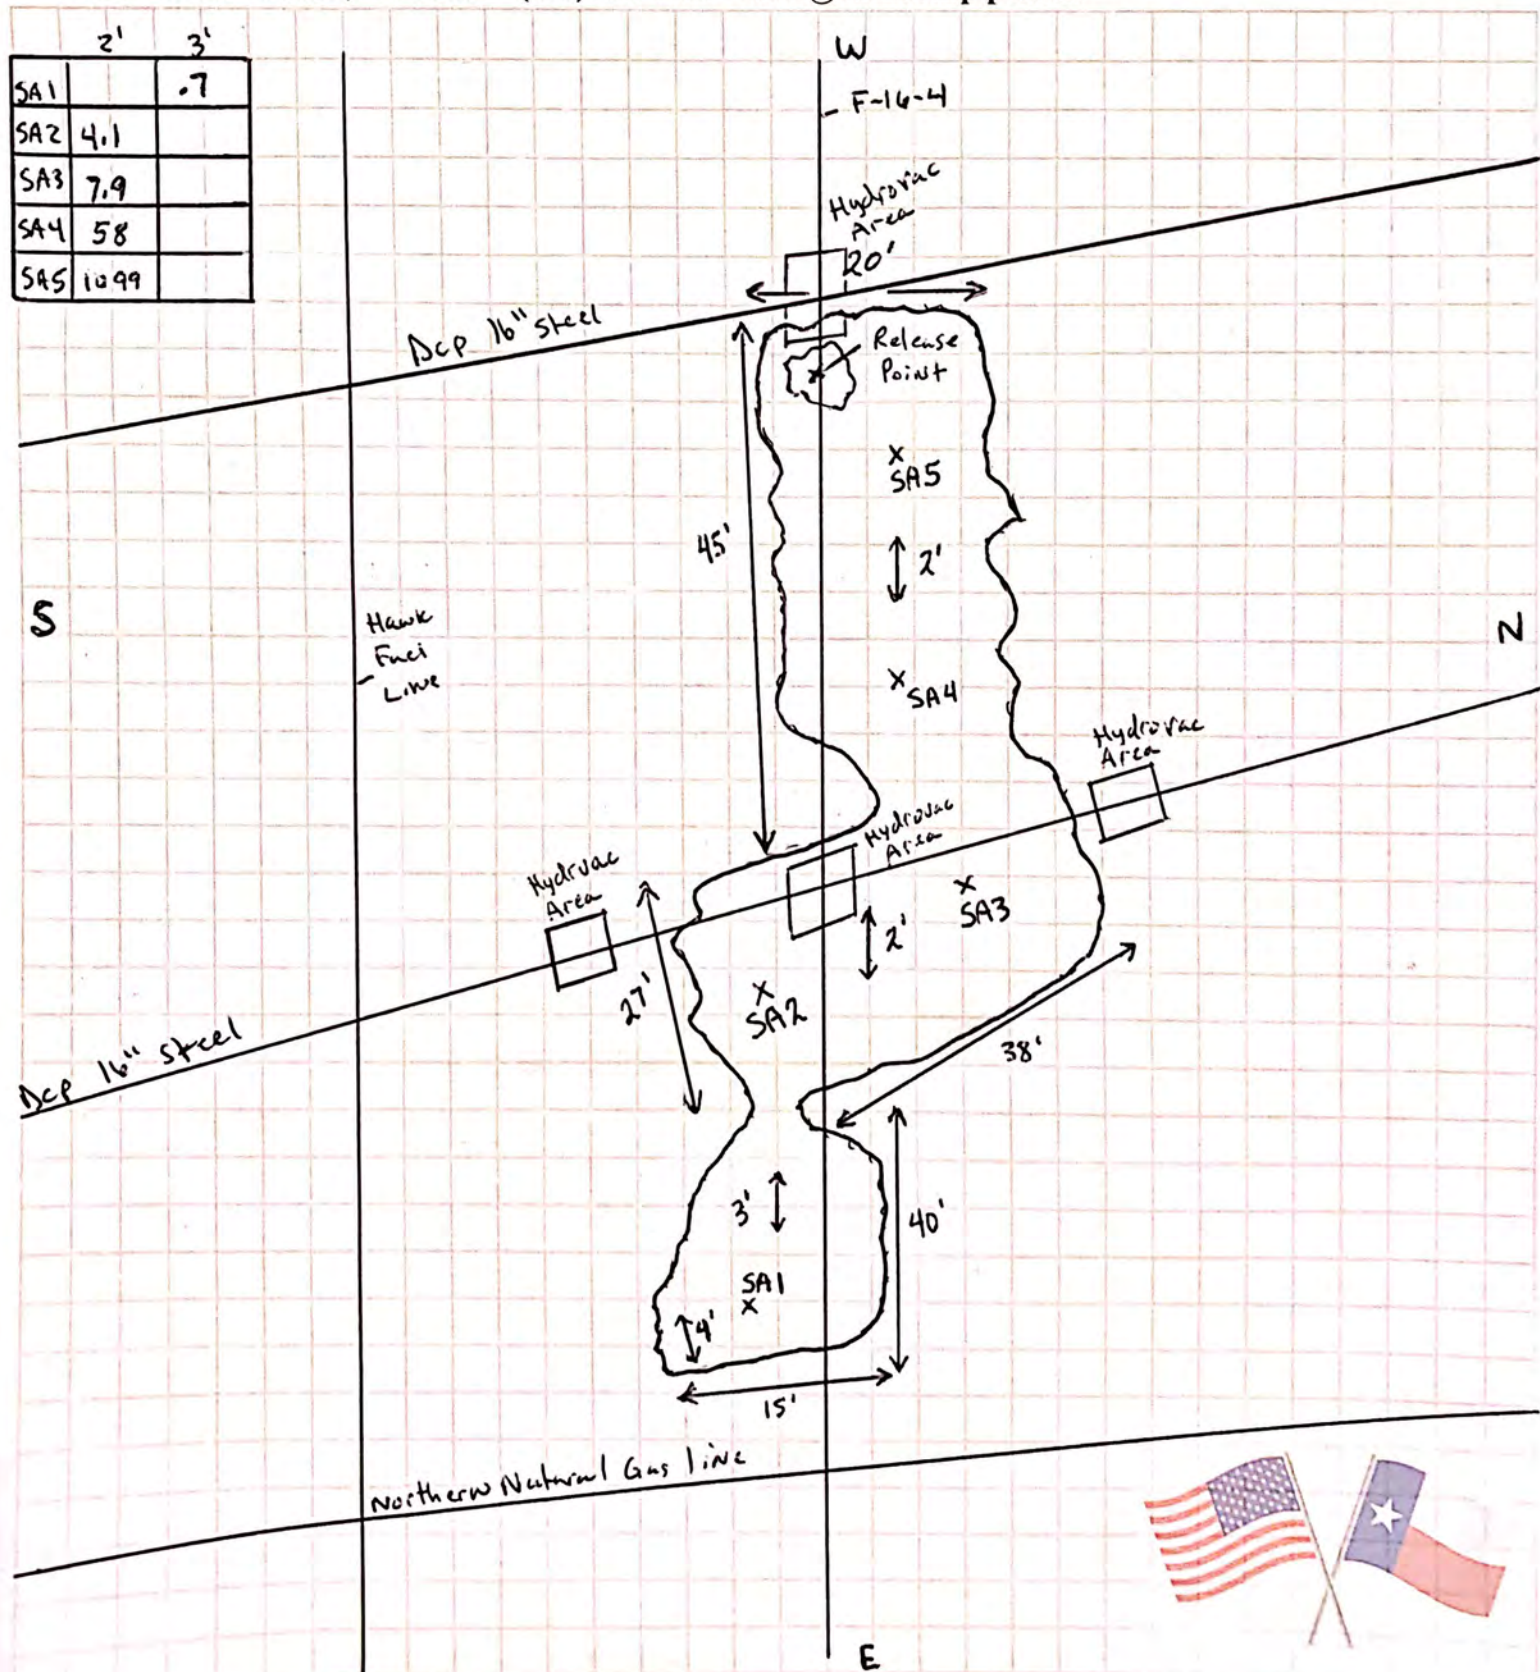 2' 3'
SA1 .7
SA2 4.1
SA3 7.9
SA4 58
SA5 1099
W
F-16-4
Hydrovac
Area
20'
Dcp 16" steel
Release
Point
x
x
SA5
45'
2'
S
N
Hawk
Fuel
Line
x
SA4
Hydrovac
Area
Hydrovac
Area
Hydrvac
Area
x
SA3
2'
27'
x
SA2
38'
Dcp 16" steel
3'
40'
SA1
x
4'
15'
Northern Natural Gas line
E